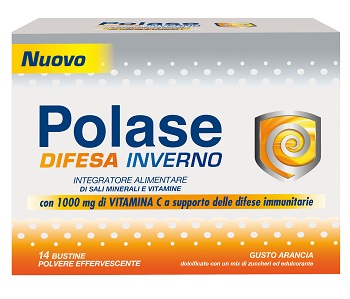 Nuovo
Polase
DIFESA INVERNO
INTEGRATORE ALIMENTARE
DI SALI MINERALI E VITAMINE
con 1000 mg di VITAMINA C a supporto delle difese immunitarie
14 BUSTINE
POLVERE EFFERVESCENTE
GUSTO ARANCIA
dolcificato con un mix di zuccheri ed edulcorante